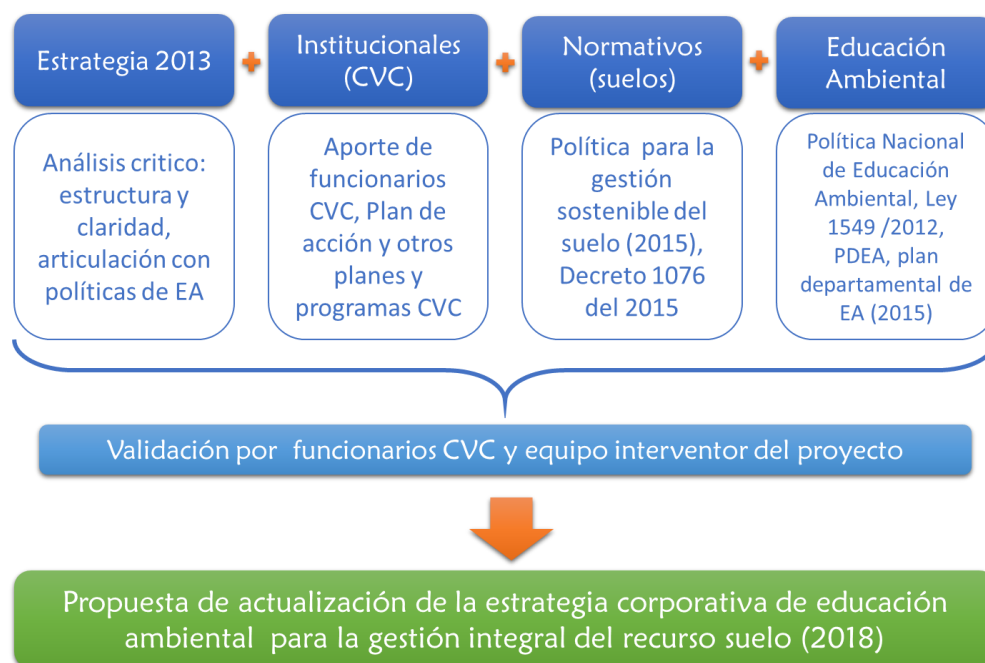 Estrategia 2013
+
Institucionales
(CVC)
+
Normativos
(suelos)
+
Educación
Ambiental
Análisis critico:
estructura y
claridad,
articulación con
políticas de EA
Aporte de
funcionarios
CVC, Plan de
acción y otros
planes y
programas CVC
Política para la
gestión
sostenible del
suelo (2015),
Decreto 1076
del 2015
Política Nacional
de Educación
Ambiental, Ley
1549 /2012,
PDEA, plan
departamental de
EA (2015)
Validación por funcionarios CVC y equipo interventor del proyecto
Propuesta de actualización de la estrategia corporativa de educación
ambiental para la gestión integral del recurso suelo (2018)